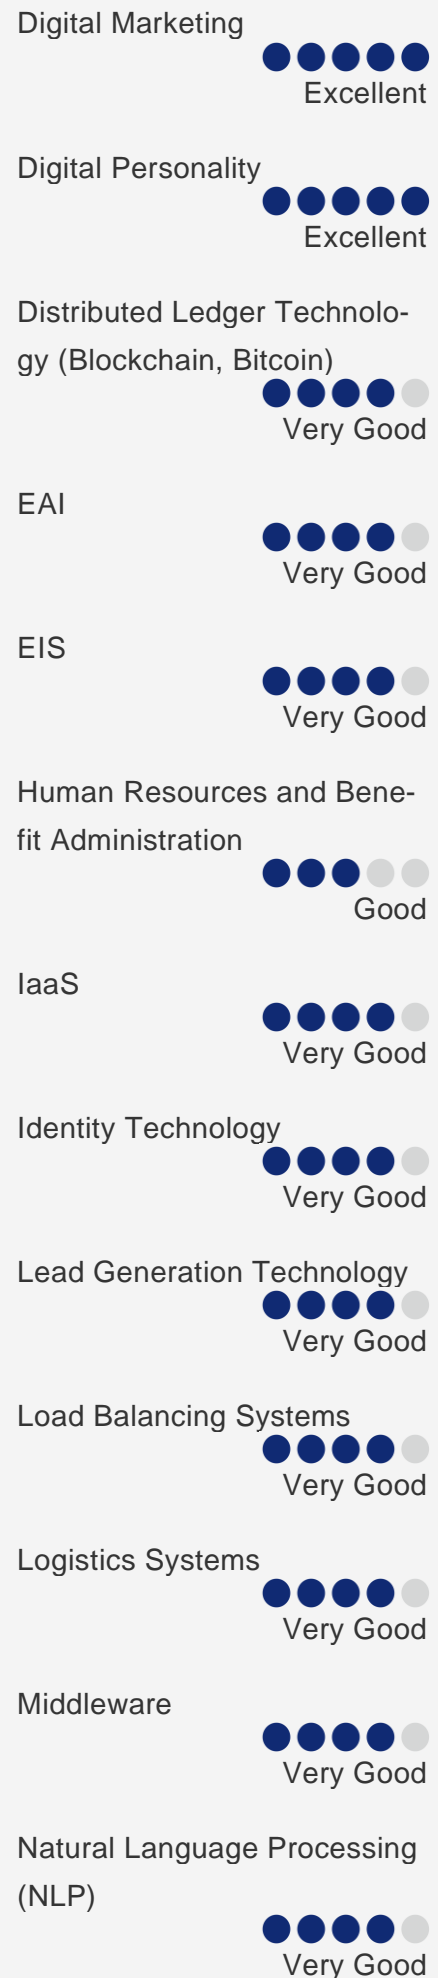 Digital Marketing
Excellent
Digital Personality
Excellent
Distributed Ledger Technolo-
gy (Blockchain, Bitcoin)
Very Good
EAI
Very Good
EIS
Very Good
Human Resources and Bene-
fit Administration
Good
IaaS
Very Good
Identity Technology
Very Good
Lead Generation Technology
Very Good
Load Balancing Systems
Very Good
Logistics Systems
Very Good
Middleware
Very Good
Natural Language Processing
(NLP)
Very Good